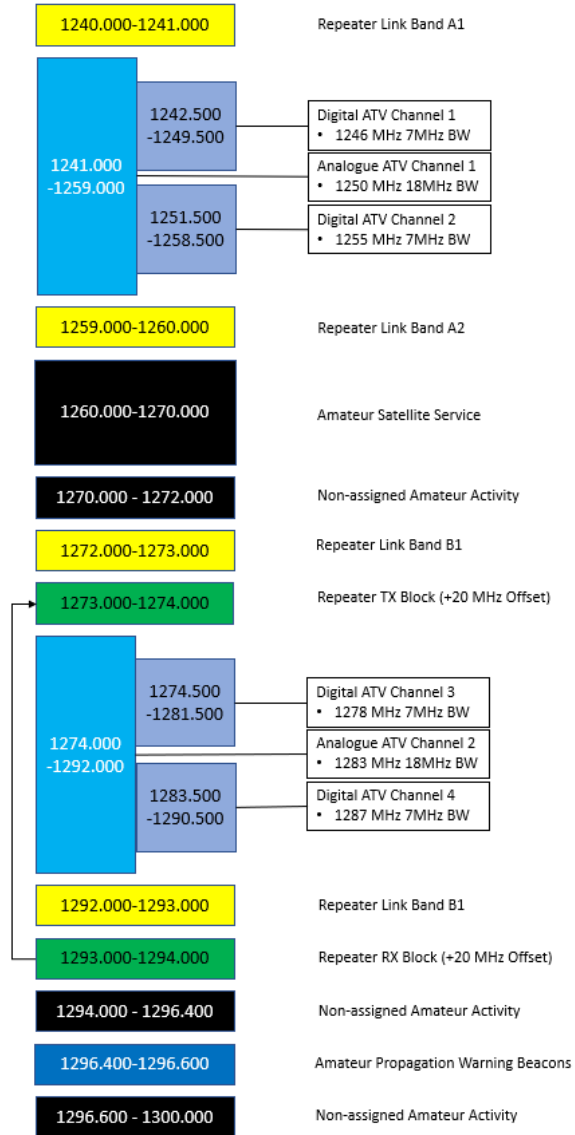 1240.000-1241.000
Repeater Link Band A1
1241.000
-1259.000
1242.500
-1249.500
Digital ATV Channel 1
• 1246 MHz 7MHz BW
Analogue ATV Channel 1
• 1250 MHz 18MHz BW
1251.500
-1258.500
Digital ATV Channel 2
• 1255 MHz 7MHz BW
1259.000-1260.000
Repeater Link Band A2
1260.000-1270.000
Amateur Satellite Service
1270.000 - 1272.000
Non-assigned Amateur Activity
1272.000-1273.000
Repeater Link Band B1
1273.000-1274.000
Repeater TX Block (+20 MHz Offset)
1274.000
-1292.000
1274.500
-1281.500
Digital ATV Channel 3
• 1278 MHz 7MHz BW
Analogue ATV Channel 2
• 1283 MHz 18MHz BW
1283.500
-1290.500
Digital ATV Channel 4
• 1287 MHz 7MHz BW
1292.000-1293.000
Repeater Link Band B1
1293.000-1294.000
Repeater RX Block (+20 MHz Offset)
1294.000 - 1296.400
Non-assigned Amateur Activity
1296.400-1296.600
Amateur Propagation Warning Beacons
1296.600 - 1300.000
Non-assigned Amateur Activity